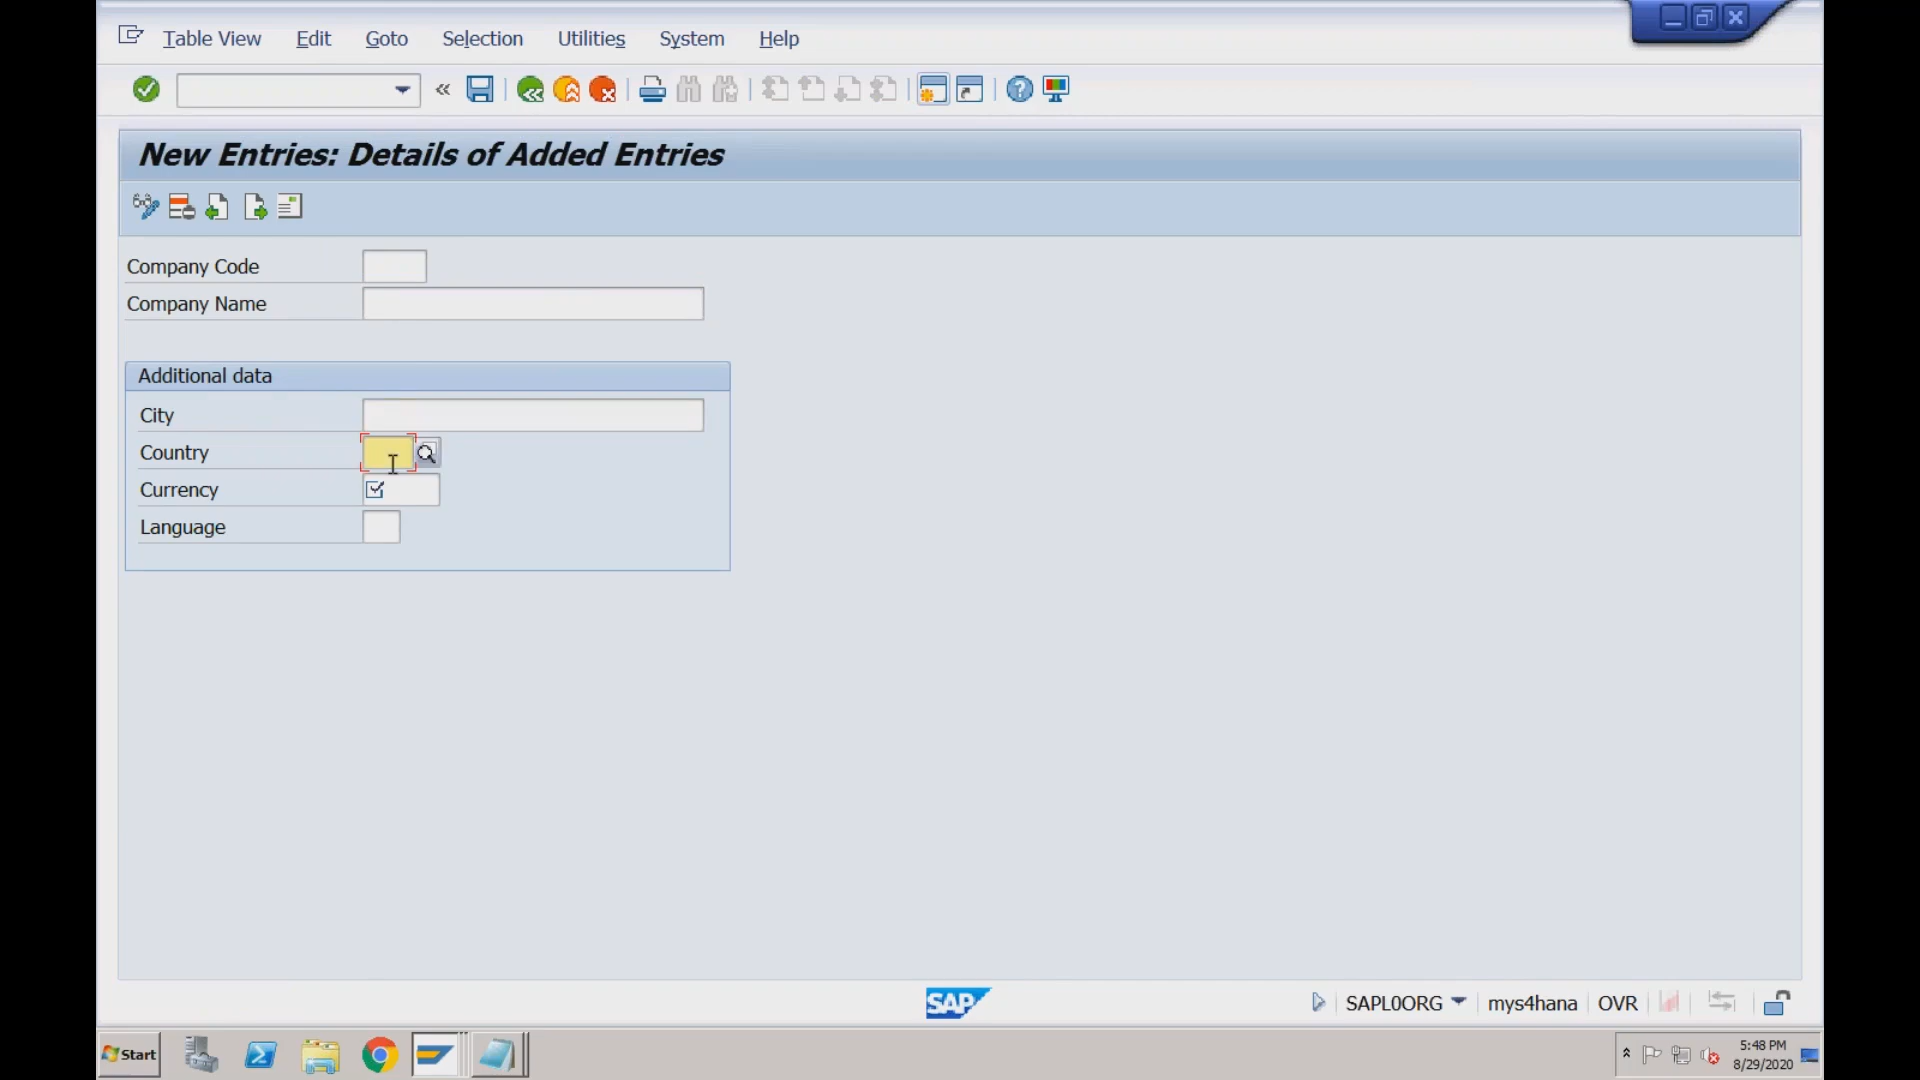 Table View Edit Goto Selection Utilities System Help
New Entries: Details of Added Entries
Company Code
Company Name
Additional data
City
Country
Currency
Language
SAP SAPL0ORG mys4hana OVR
Start 5:48 PM
8/29/2020